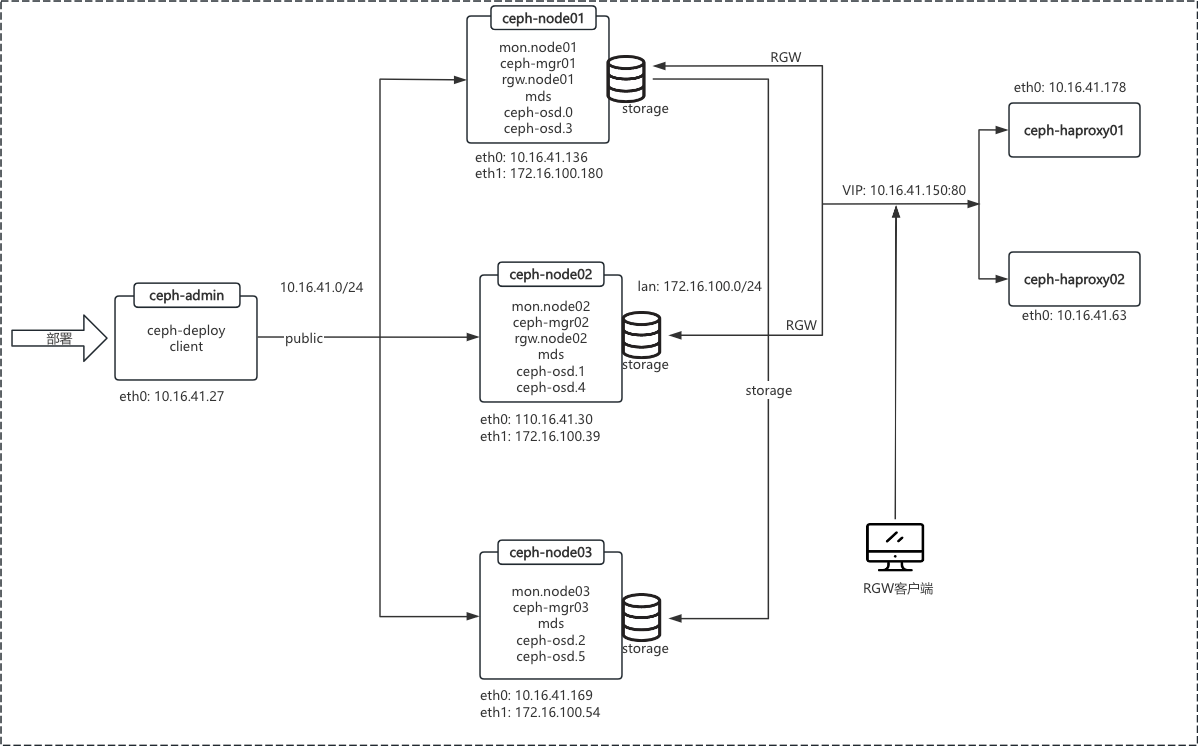 ceph-node01
mon.node01
ceph-mgr01
rgw.node01
mds
ceph-osd.0
ceph-osd.3
storage
eth0: 10.16.41.136
eth1: 172.16.100.180
RGW
eth0: 10.16.41.178
ceph-haproxy01
VIP: 10.16.41.150:80
ceph-haproxy02
eth0: 10.16.41.63
部署
ceph-admin
ceph-deploy
client
eth0: 10.16.41.27
10.16.41.0/24
public
ceph-node02
mon.node02
ceph-mgr02
rgw.node02
mds
ceph-osd.1
ceph-osd.4
storage
eth0: 110.16.41.30
eth1: 172.16.100.39
lan: 172.16.100.0/24
RGW
storage
ceph-node03
mon.node03
ceph-mgr03
mds
ceph-osd.2
ceph-osd.5
storage
eth0: 10.16.41.169
eth1: 172.16.100.54
RGW客户端